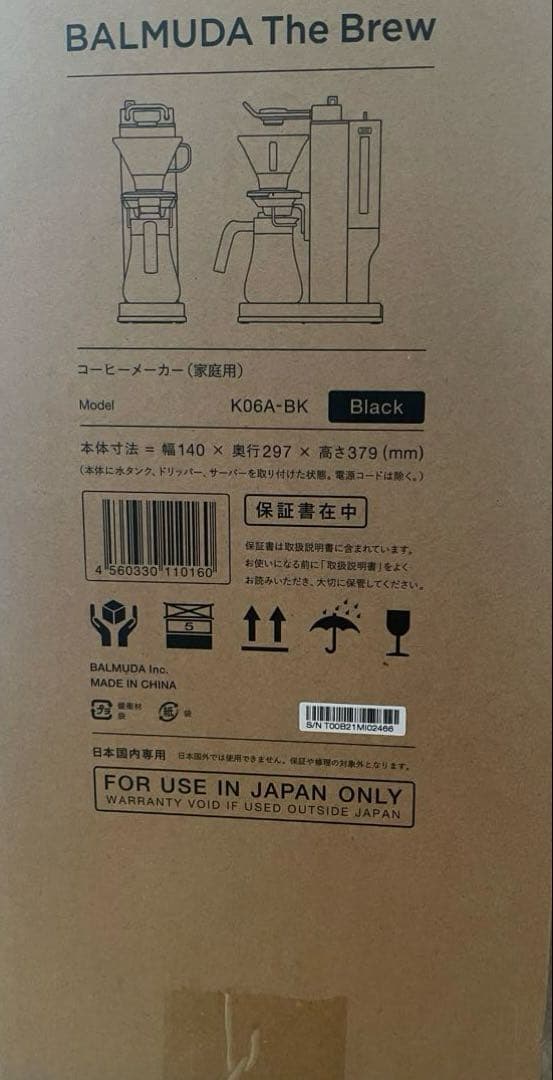 BALMUDA The Brew
コーヒーメーカー（家庭用）
Model K06A-BK Black
本体寸法 = 幅140 × 奥行297 × 高さ379 (mm)
（本体に水タンク、ドリッパー、サーバーを取り付けた状態。電源コードは除く。）
4 560330 110160
保証書在中
保証書は取扱説明書に含まれています。
お使いになる前に「取扱説明書」をよく
お読みいただき、大切に保管してください。
5
BALMUDA Inc.
MADE IN CHINA
プラ 緩衝材
袋
紙 袋
S/N T00B21MI02466
日本国内専用 日本国外では使用できません。保証や修理の対象外となります。
FOR USE IN JAPAN ONLY
WARRANTY VOID IF USED OUTSIDE JAPAN